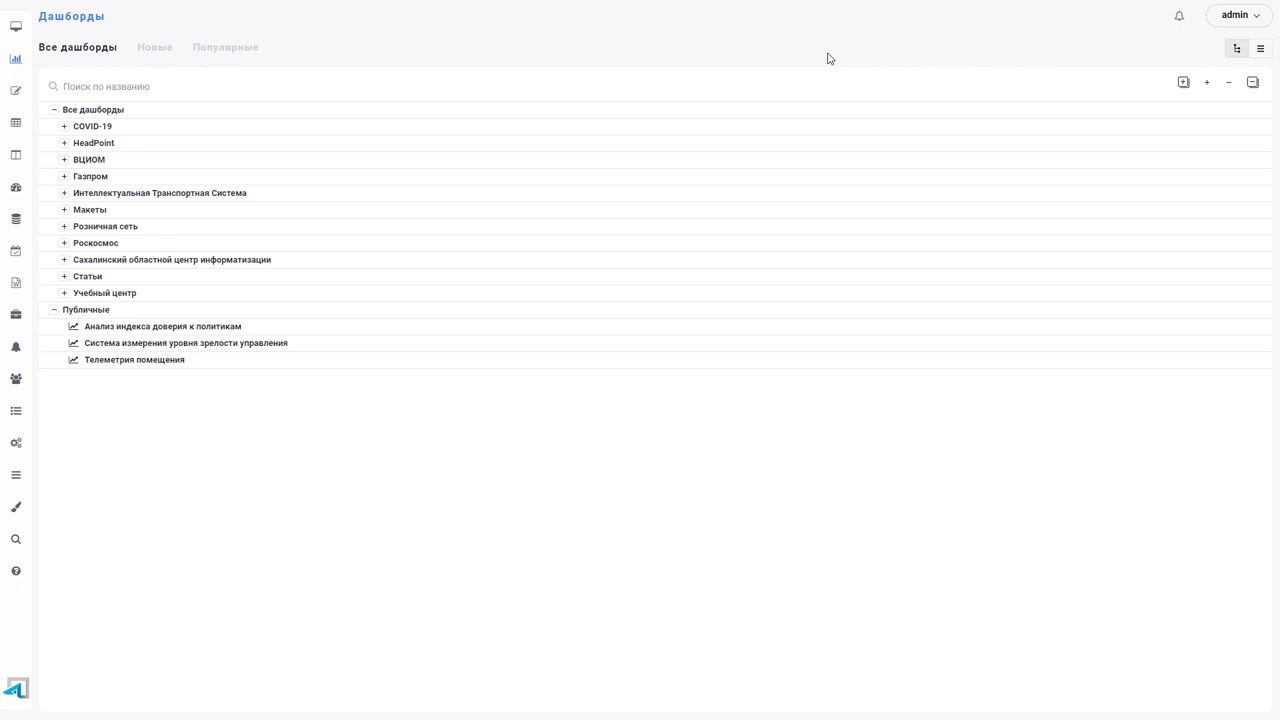 Дашборды
admin
Все дашборды Новые Популярные
Поиск по названию
Все дашборды
COVID-19
HeadPoint
ВЦИОМ
Газпром
Интеллектуальная Транспортная Система
Макеты
Розничная сеть
Роскосмос
Сахалинский областной центр информатизации
Статьи
Учебный центр
Публичные
Анализ индекса доверия к политикам
Система измерения уровня зрелости управления
Телеметрия помещения